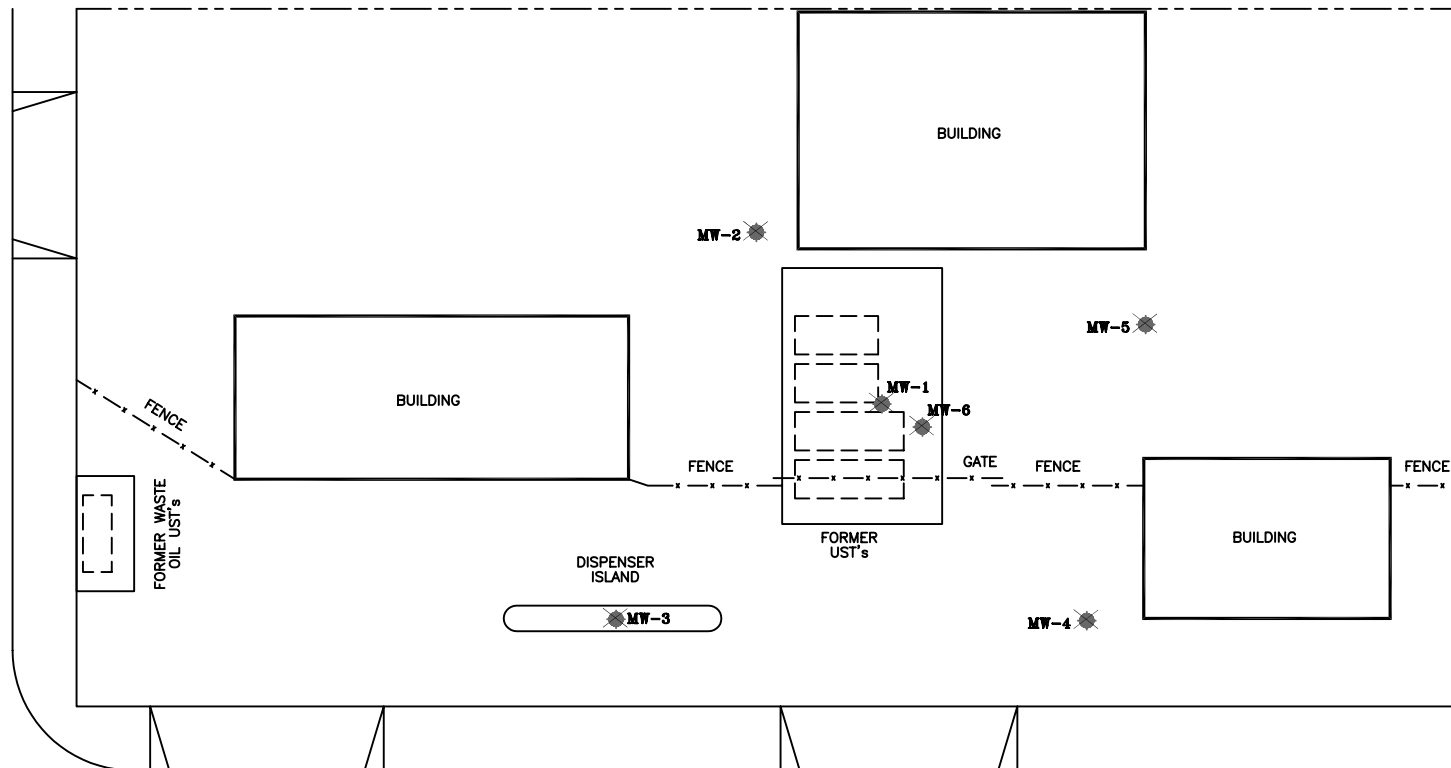 BUILDING
MW-2
MW-5
BUILDING
MW-1
MW-6
FENCE
FENCE
GATE
FENCE
FENCE
FORMER WASTE
OIL UST's
FORMER
UST's
BUILDING
DISPENSER
ISLAND
MW-3
MW-4